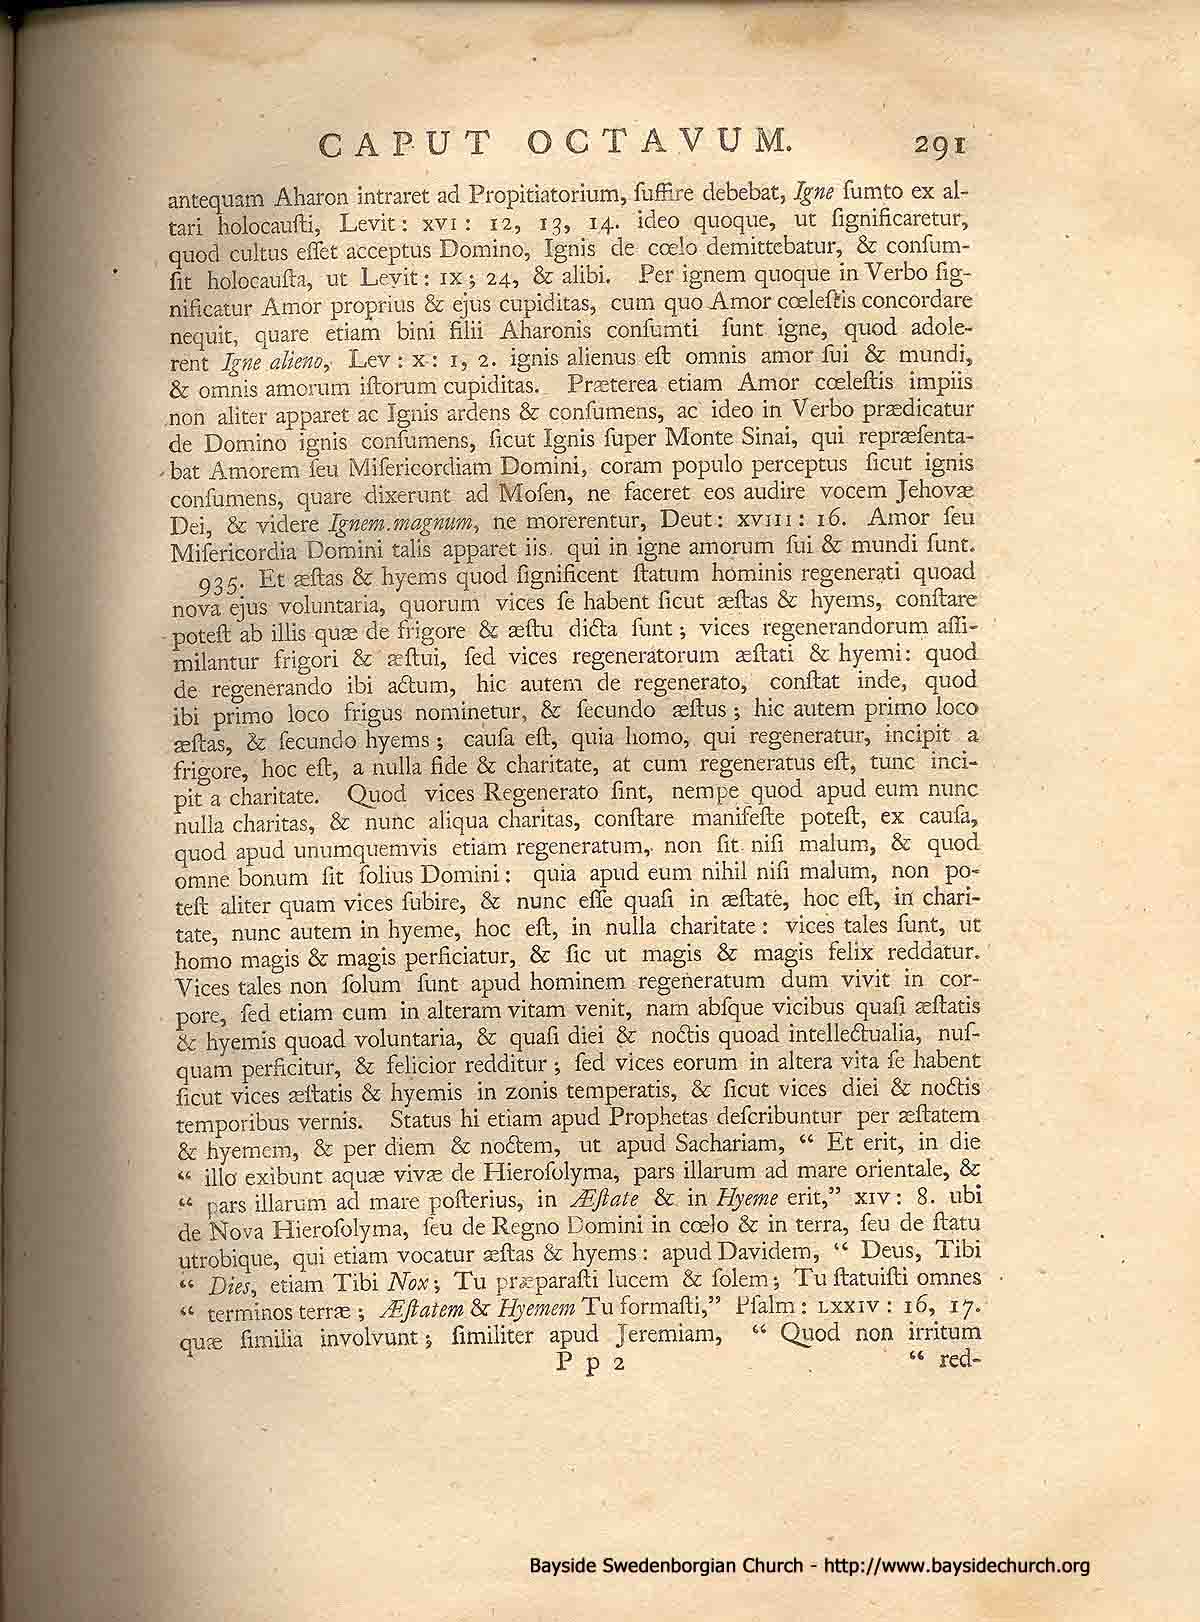 CAPUT OCTAVUM. 291
antequam Aharon intraret ad Propitiatorium, ſuffire debebat, Igne ſumto ex al-
tari holocauſti, Levit: XVI: 12, 13, 14. ideo quoque, ut ſignificaretur,
quod cultus eſſet acceptus Domino, Ignis de cœlo demittebatur, & conſum-
ſit holocauſta, ut Levit: IX; 24, & alibi. Per ignem quoque in Verbo ſig-
nificatur Amor proprius & ejus cupiditas, cum quo Amor cœleſtis concordare
nequit, quare etiam bini filii Aharonis conſumti ſunt igne, quod adole-
rent Igne alieno, Lev: X: 1, 2. ignis alienus eſt omnis amor ſui & mundi,
& omnis amorum iſtorum cupiditas. Præterea etiam Amor cœleſtis impiis
non aliter apparet ac Ignis ardens & conſumens, ac ideo in Verbo prædicatur
de Domino ignis conſumens, ſicut Ignis ſuper Monte Sinai, qui repræſenta-
bat Amorem ſeu Miſericordiam Domini, coram populo perceptus ſicut ignis
conſumens, quare dixerunt ad Moſen, ne faceret eos audire vocem Jehovæ
Dei, & videre Ignem magnum, ne morerentur, Deut: XVIII: 16. Amor ſeu
Miſericordia Domini talis apparet iis qui in igne amorum ſui & mundi ſunt.
935. Et æſtas & hyems quod ſignificent ſtatum hominis regenerati quoad
nova ejus voluntaria, quorum vices ſe habent ſicut æſtas & hyems, conſtare
poteſt ab illis quæ de frigore & æſtu dicta ſunt; vices regenerandorum aſſi-
milantur frigori & æſtui, ſed vices regeneratorum æſtati & hyemi: quod
de regenerando ibi actum, hic autem de regenerato, conſtat inde, quod
ibi primo loco frigus nominetur, & ſecundo æſtus; hic autem primo loco
æſtas, & ſecundo hyems; cauſa eſt, quia homo, qui regeneratur, incipit a
frigore, hoc eſt, a nulla fide & charitate, at cum regeneratus eſt, tunc inci-
pit a charitate. Quod vices Regenerato ſint, nempe quod apud eum nunc
nulla charitas, & nunc aliqua charitas, conſtare manifeſte poteſt, ex cauſa,
quod apud unumquemvis etiam regeneratum, non ſit niſi malum, & quod
omne bonum ſit ſolius Domini: quia apud eum nihil niſi malum, non po-
teſt aliter quam vices ſubire, & nunc eſſe quaſi in æſtate, hoc eſt, in chari-
tate, nunc autem in hyeme, hoc eſt, in nulla charitate: vices tales ſunt, ut
homo magis & magis perficiatur, & ſic ut magis & magis felix reddatur.
Vices tales non ſolum ſunt apud hominem regeneratum dum vivit in cor-
pore, ſed etiam cum in alteram vitam venit, nam abſque vicibus quaſi æſtatis
& hyemis quoad voluntaria, & quaſi diei & noctis quoad intellectualia, nuſ-
quam perficitur, & felicior redditur; ſed vices eorum in altera vita ſe habent
ſicut vices æſtatis & hyemis in zonis temperatis, & ſicut vices diei & noctis
temporibus vernis. Status hi etiam apud Prophetas deſcribuntur per æſtatem
& hyemem, & per diem & noctem, ut apud Sachariam, “ Et erit, in die
“ illo exibunt aquæ vivæ de Hieroſolyma, pars illarum ad mare orientale, &
“ pars illarum ad mare poſterius, in Æſtate & in Hyeme erit,” XIV: 8. ubi
de Nova Hieroſolyma, ſeu de Regno Domini in cœlo & in terra, ſeu de ſtatu
utrobique, qui etiam vocatur æſtas & hyems: apud Davidem, “ Deus, Tibi
“ Dies, etiam Tibi Nox; Tu præparaſti lucem & ſolem; Tu ſtatuiſti omnes
“ terminos terræ; Æſtatem & Hyemem Tu formaſti,” Pſalm: LXXIV: 16, 17.
quæ ſimilia involvunt; ſimiliter apud Jeremiam, “ Quod non irritum
P p 2 “ red-
Bayside Swedenborgian Church - http://www.baysidechurch.org